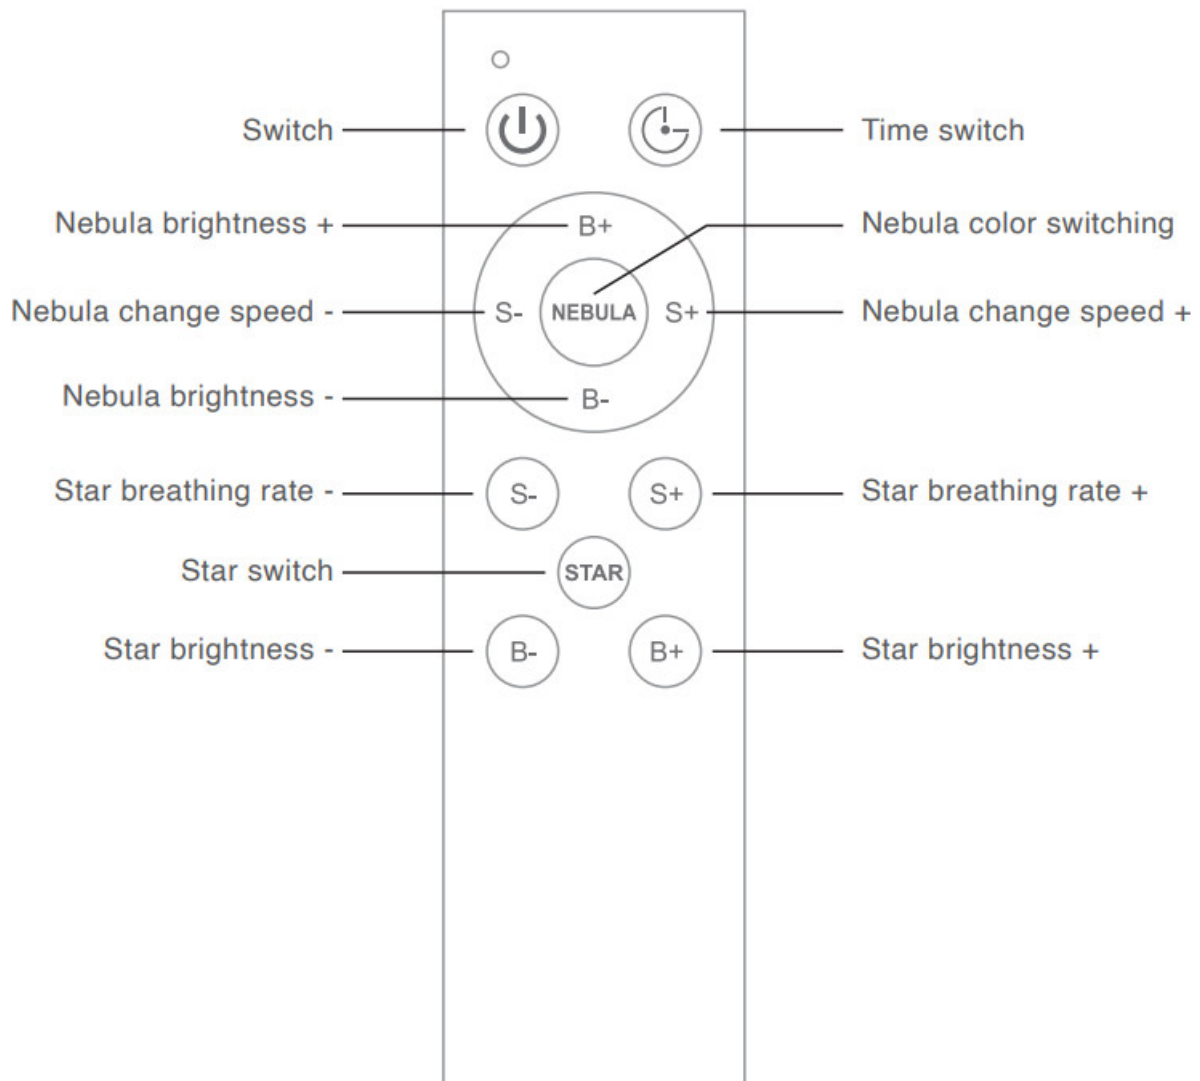 Switch
Time switch
Nebula brightness +
B+
Nebula color switching
Nebula change speed -
S-
NEBULA
S+
Nebula change speed +
Nebula brightness -
B-
Star breathing rate -
S-
S+
Star breathing rate +
Star switch
STAR
Star brightness -
B-
B+
Star brightness +